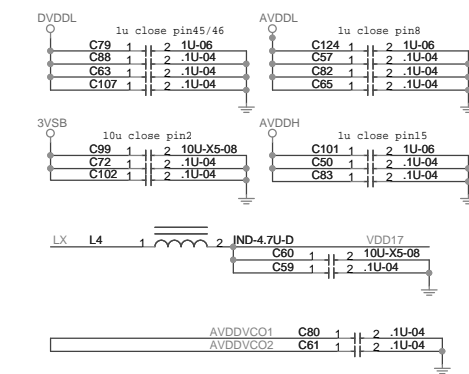 DVDDL
1u close pin45/46
C79 1 2 1U-06
C88 1 2 .1U-04
C63 1 2 .1U-04
C107 1 2 .1U-04
AVDDL
1u close pin8
C124 1 2 1U-06
C57 1 2 .1U-04
C82 1 2 .1U-04
C65 1 2 .1U-04
3VSB
10u close pin2
C99 1 2 10U-X5-08
C72 1 2 .1U-04
C102 1 2 .1U-04
AVDDH
1u close pin15
C101 1 2 1U-06
C50 1 2 .1U-04
C83 1 2 .1U-04
LX L4 1 2 IND-4.7U-D VDD17
C60 1 2 10U-X5-08
C59 1 2 .1U-04
AVDDVCO1 C80 1 2 .1U-04
AVDDVCO2 C61 1 2 .1U-04